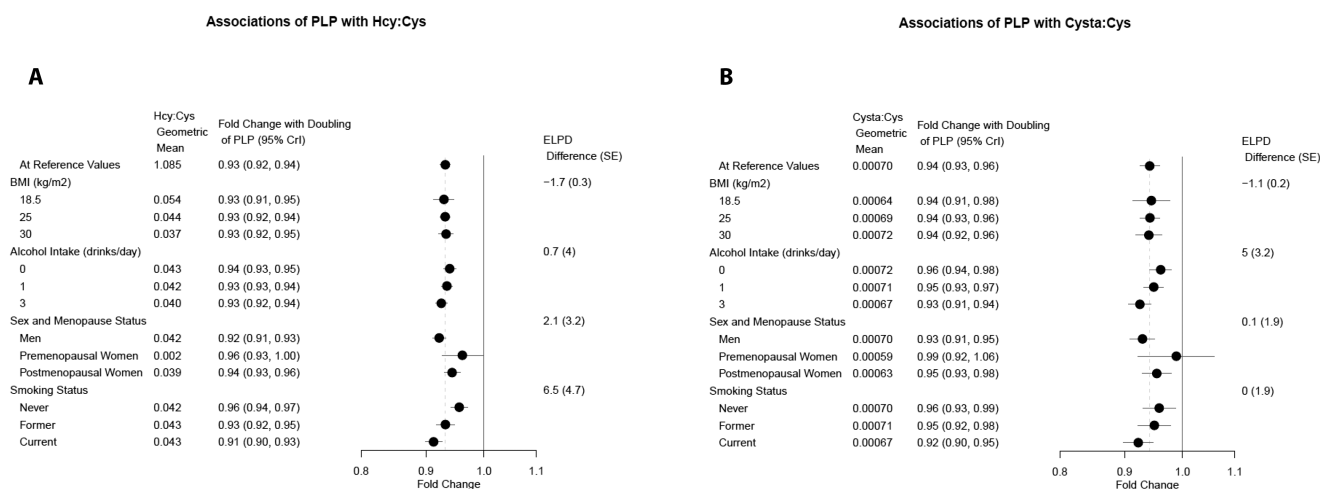 Associations of PLP with Hcy:Cys
A
Hcy:Cys
Geometric
Mean
Fold Change with Doubling
of PLP (95% CrI)
ELPD
Difference (SE)
At Reference Values 1.085 0.93 (0.92, 0.94)
BMI (kg/m2) −1.7 (0.3)
18.5 0.054 0.93 (0.91, 0.95)
25 0.044 0.93 (0.92, 0.94)
30 0.037 0.93 (0.92, 0.95)
Alcohol Intake (drinks/day) 0.7 (4)
0 0.043 0.94 (0.93, 0.95)
1 0.042 0.93 (0.93, 0.94)
3 0.040 0.93 (0.92, 0.94)
Sex and Menopause Status 2.1 (3.2)
Men 0.042 0.92 (0.91, 0.93)
Premenopausal Women 0.002 0.96 (0.93, 1.00)
Postmenopausal Women 0.039 0.94 (0.93, 0.96)
Smoking Status 6.5 (4.7)
Never 0.042 0.96 (0.94, 0.97)
Former 0.043 0.93 (0.92, 0.95)
Current 0.043 0.91 (0.90, 0.93)
0.8 0.9 1.0 1.1
Fold Change
Associations of PLP with Cysta:Cys
B
Cysta:Cys
Geometric
Mean
Fold Change with Doubling
of PLP (95% CrI)
ELPD
Difference (SE)
At Reference Values 0.00070 0.94 (0.93, 0.96)
BMI (kg/m2) −1.1 (0.2)
18.5 0.00064 0.94 (0.91, 0.98)
25 0.00069 0.94 (0.93, 0.96)
30 0.00072 0.94 (0.92, 0.96)
Alcohol Intake (drinks/day) 5 (3.2)
0 0.00072 0.96 (0.94, 0.98)
1 0.00071 0.95 (0.93, 0.97)
3 0.00067 0.93 (0.91, 0.94)
Sex and Menopause Status 0.1 (1.9)
Men 0.00070 0.93 (0.91, 0.95)
Premenopausal Women 0.00059 0.99 (0.92, 1.06)
Postmenopausal Women 0.00063 0.95 (0.93, 0.98)
Smoking Status 0 (1.9)
Never 0.00070 0.96 (0.93, 0.99)
Former 0.00071 0.95 (0.92, 0.98)
Current 0.00067 0.92 (0.90, 0.95)
0.8 0.9 1.0 1.1
Fold Change